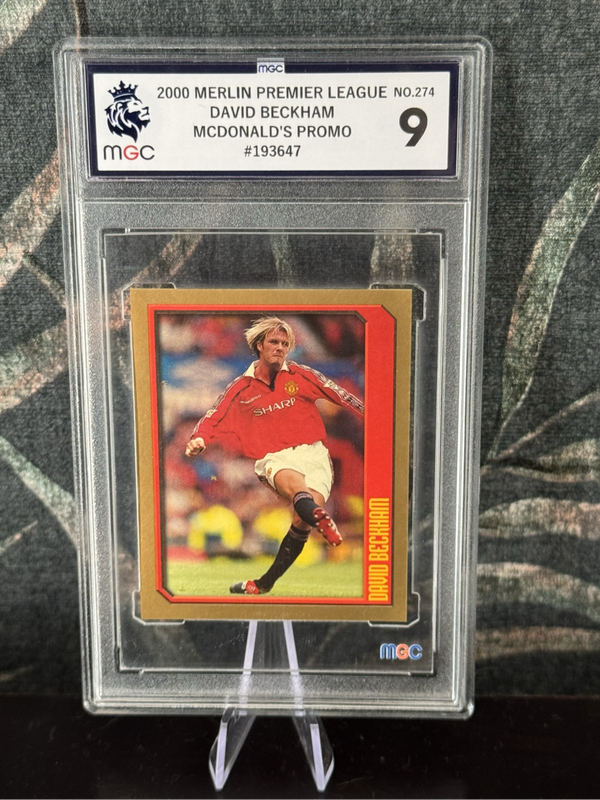 MGC
2000 MERLIN PREMIER LEAGUE NO.274
DAVID BECKHAM
MCDONALD'S PROMO
#193647
9
MGC
SHARP
DAVID BECKHAM
MGC